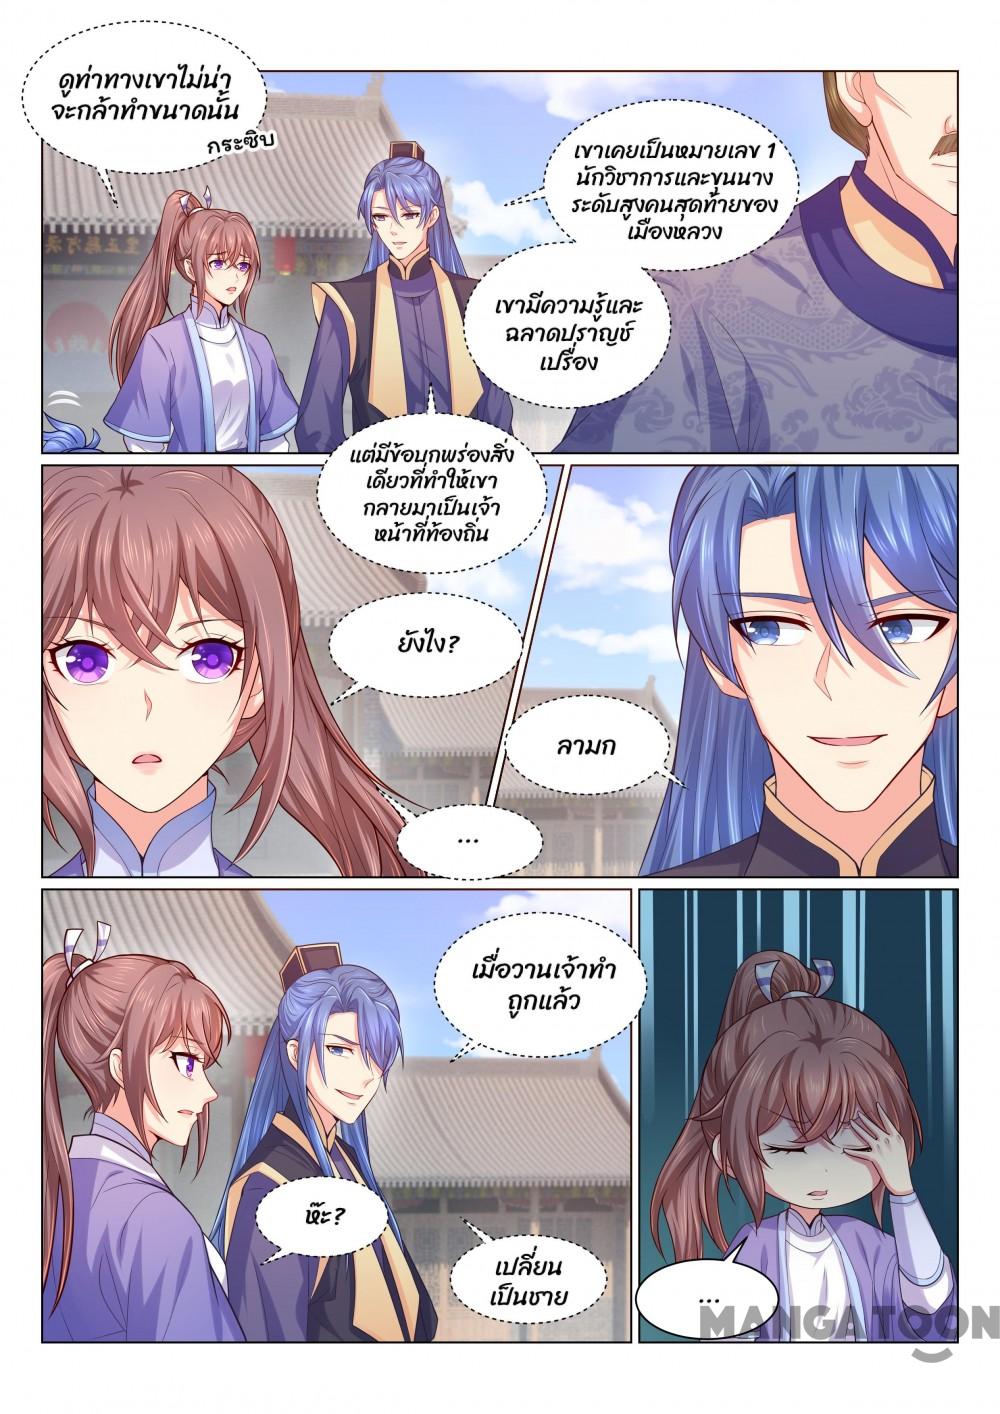 ดูท่าทางเขาไม่น่า
จะกล้าทำขนาดนั้น
กระซิบ
เขาเคยเป็นหมายเลข 1
นักวิชาการและขุนนาง
ระดับสูงคนสุดท้ายของ
เมืองหลวง
เขามีความรู้และ
ฉลาดปราญช์
เปรื่อง
แต่มีข้อบกพร่องสิ่ง
เดียวที่ทำให้เขา
กลายมาเป็นเจ้า
หน้าที่ท้องถิ่น
ยังไง?
ลามก
...
เมื่อวานเจ้าทำ
ถูกแล้ว
ห๊ะ?
เปลี่ยน
เป็นชาย
...
MANGATOON